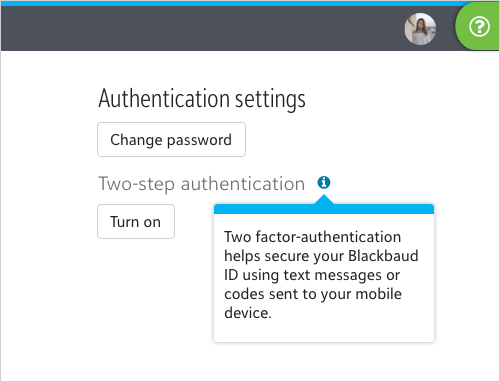 ?
Authentication settings
Change password
Two-step authentication i
Turn on
Two factor-authentication
helps secure your Blackbaud
ID using text messages or
codes sent to your mobile
device.